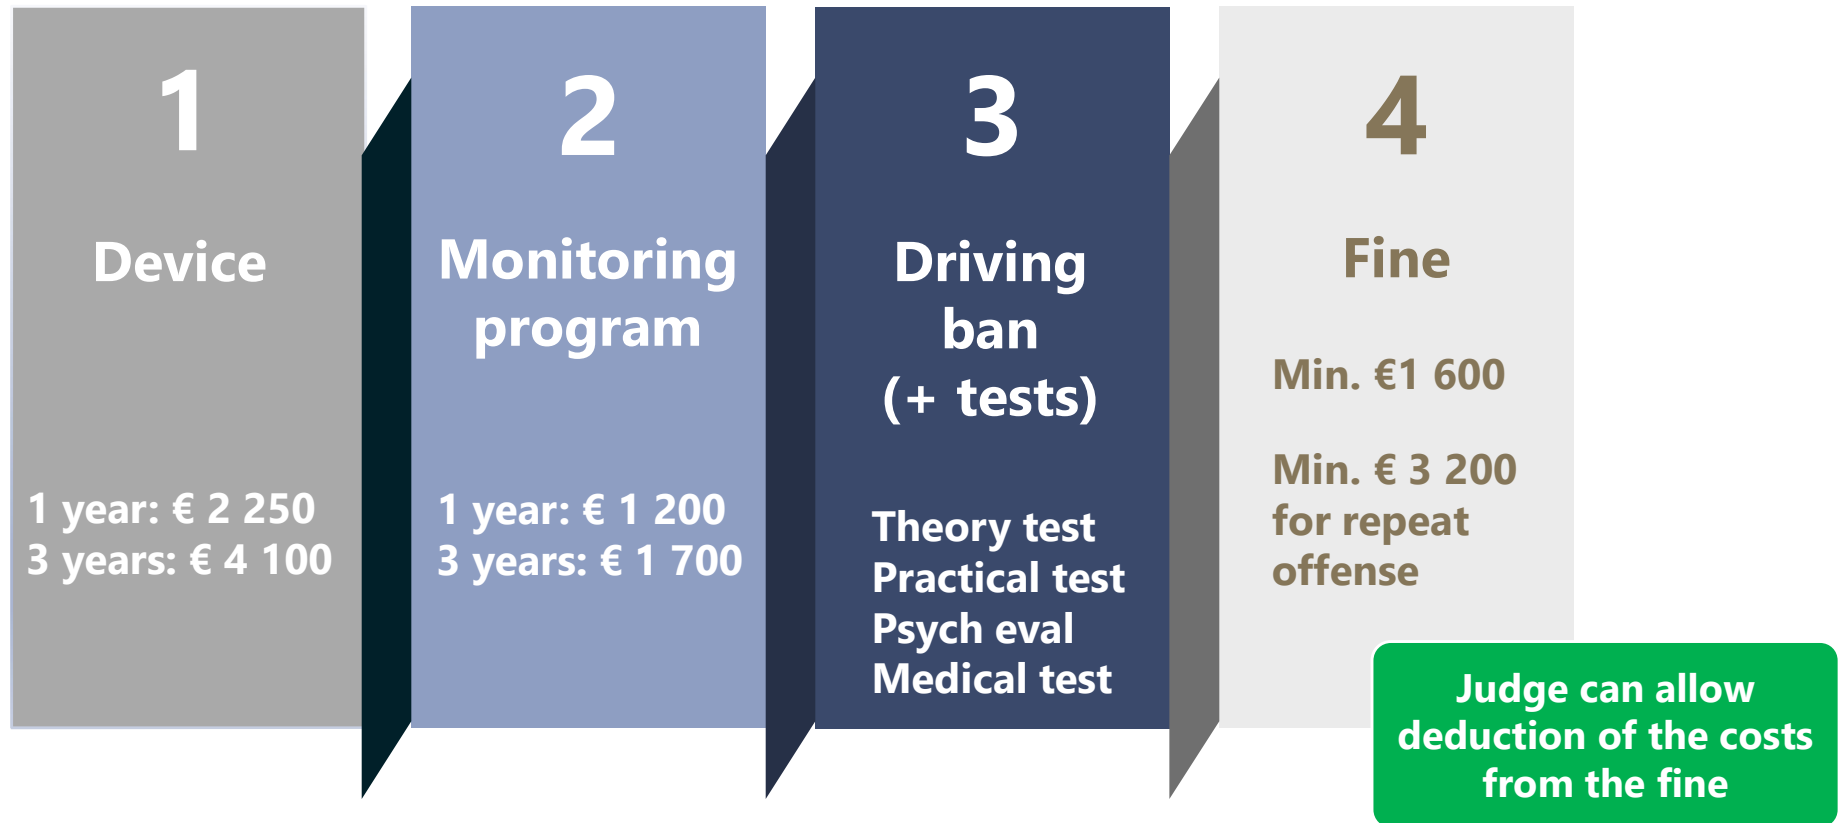 1
Device
1 year: € 2 250
3 years: € 4 100
2
Monitoring
program
1 year: € 1 200
3 years: € 1 700
3
Driving
ban
(+ tests)
Theory test
Practical test
Psych eval
Medical test
4
Fine
Min. €1 600
Min. € 3 200
for repeat
offense
Judge can allow
deduction of the costs
from the fine